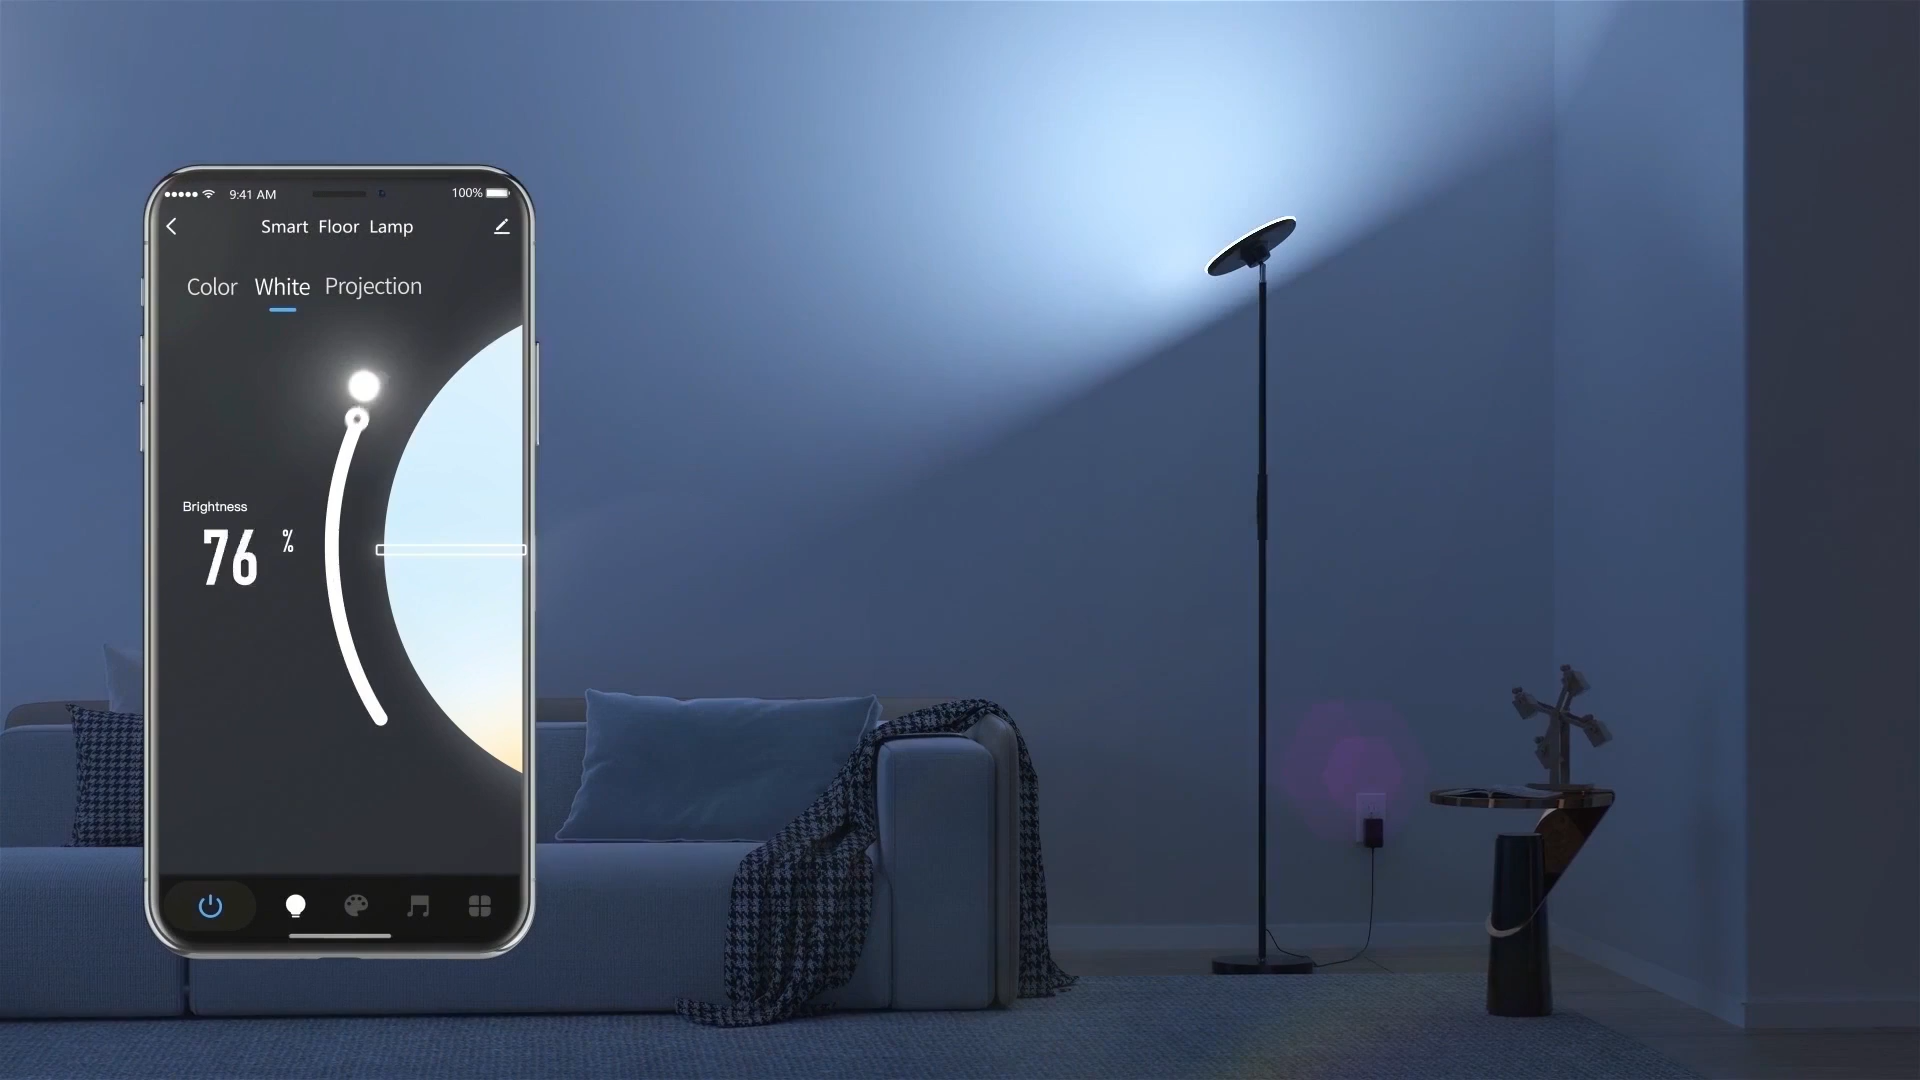 9:41 AM 100%
Smart Floor Lamp
Color White Projection
Brightness
76 %